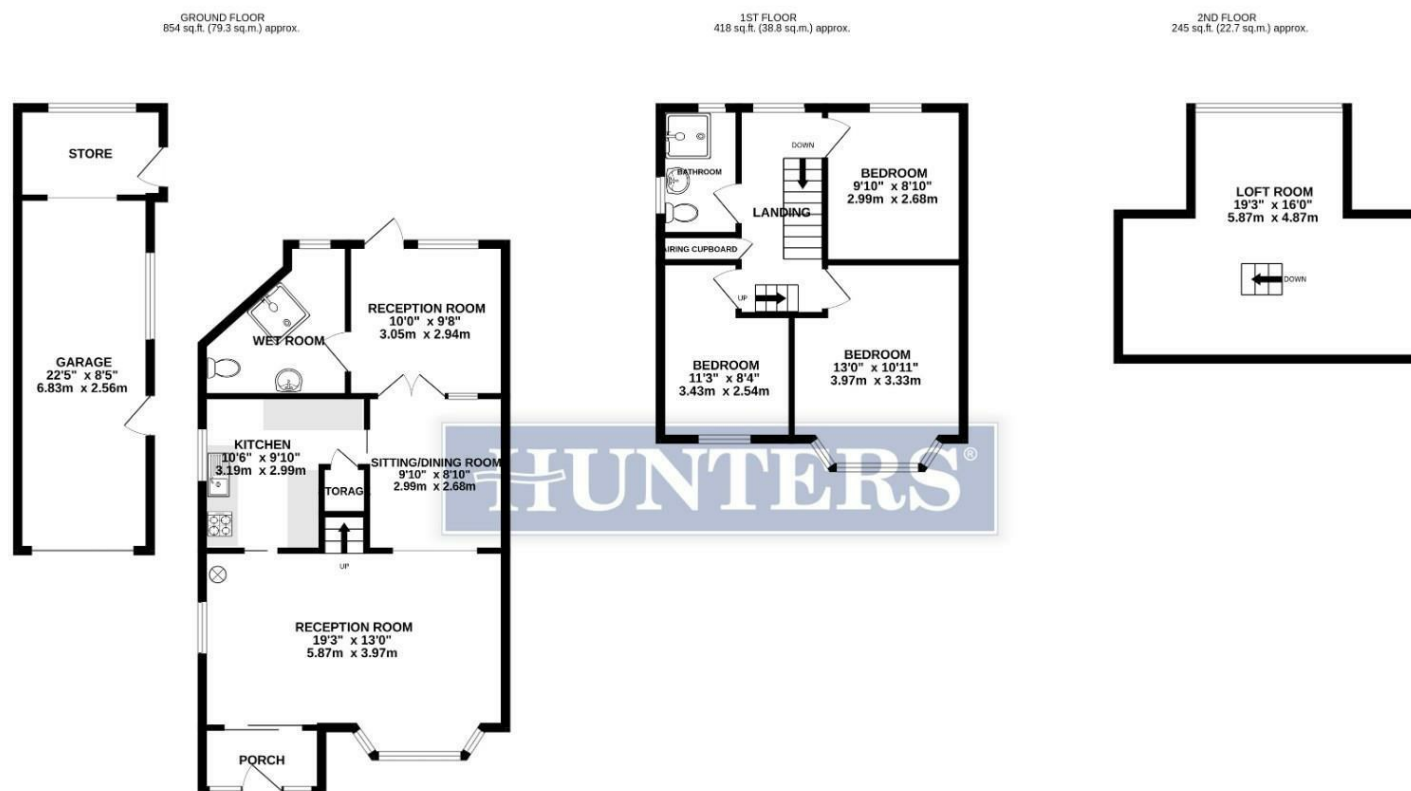 GROUND FLOOR
854 sq.ft. (79.3 sq.m.) approx.
1ST FLOOR
418 sq.ft. (38.8 sq.m.) approx.
2ND FLOOR
245 sq.ft. (22.7 sq.m.) approx.
STORE
GARAGE
22'5" x 8'5"
6.83m x 2.56m
WET ROOM
RECEPTION ROOM
10'0" x 9'8"
3.05m x 2.94m
KITCHEN
10'6" x 9'10"
3.19m x 2.99m
SITTING/DINING ROOM
9'10" x 8'10"
2.99m x 2.68m
TORAG
UP
RECEPTION ROOM
19'3" x 13'0"
5.87m x 3.97m
PORCH
BATHROOM
DOWN
LANDING
BEDROOM
9'10" x 8'10"
2.99m x 2.68m
AIRING CUPBOARD
UP
BEDROOM
11'3" x 8'4"
3.43m x 2.54m
BEDROOM
13'0" x 10'11"
3.97m x 3.33m
LOFT ROOM
19'3" x 16'0"
5.87m x 4.87m
DOWN
HUNTERS®